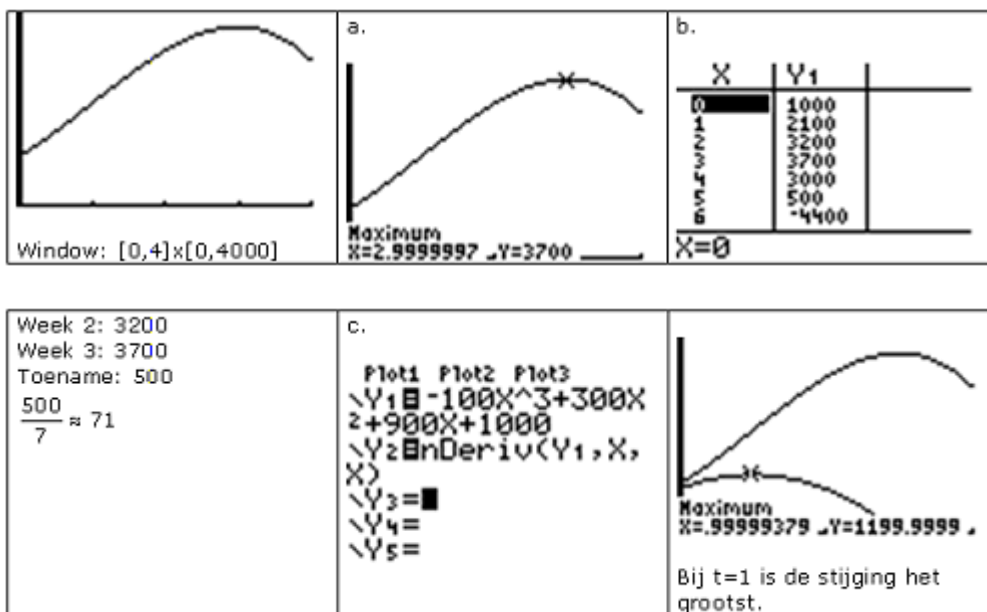 Window: [0,4]x[0,4000]
a.
Maximum
X=2.9999997 Y=3700
b.
X Y1
0 1000
1 2100
2 3200
3 3700
4 3000
5 500
6 -4400
X=0
Week 2: 3200
Week 3: 3700
Toename: 500
500
7 ≈ 71
c.
Plot1 Plot2 Plot3
\Y1=-100X^3+300X
²+900X+1000
\Y2=nDeriv(Y1,X,
X)
\Y3=
\Y4=
\Y5=
Maximum
X=.99999379 Y=1199.9999
Bij t=1 is de stijging het
grootst.